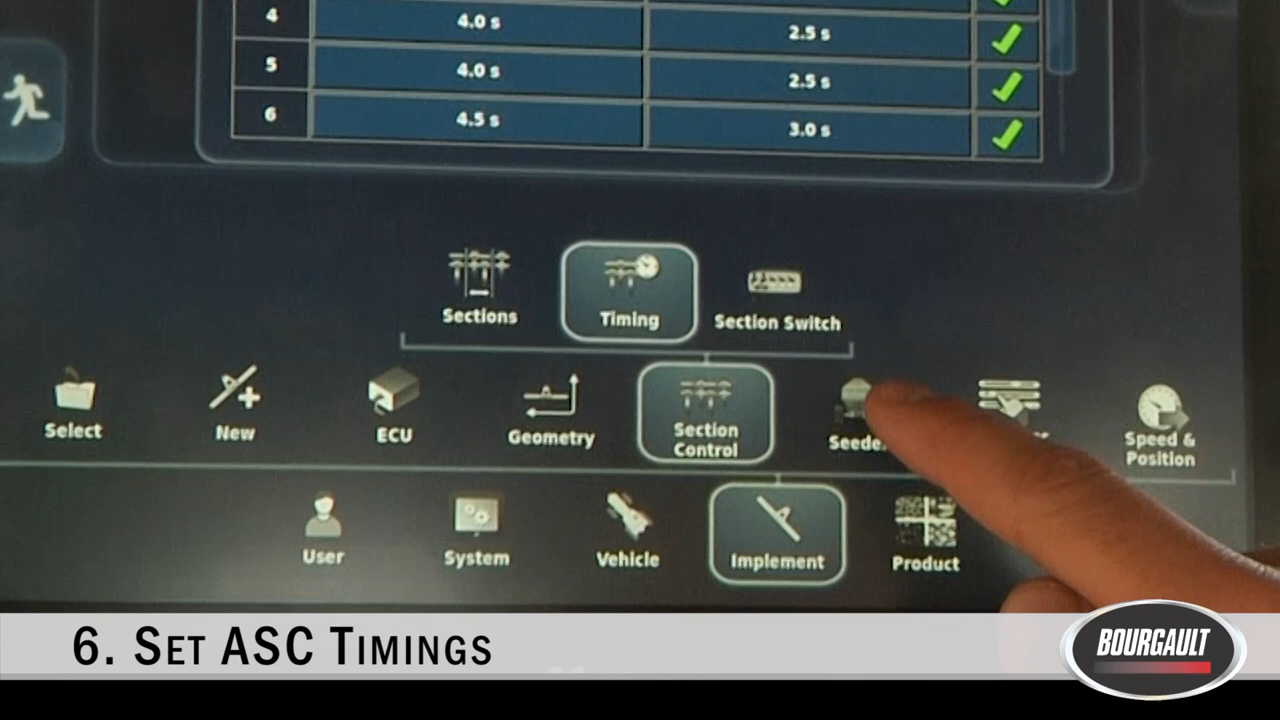 4 4.0 s 2.5 s
5 4.0 s 2.5 s
6 4.5 s 3.0 s
Sections Timing Section Switch
Select New ECU Geometry Section Control Speed & Position
User System Vehicle Implement Product
6. SET ASC TIMINGS
BOURGAULT